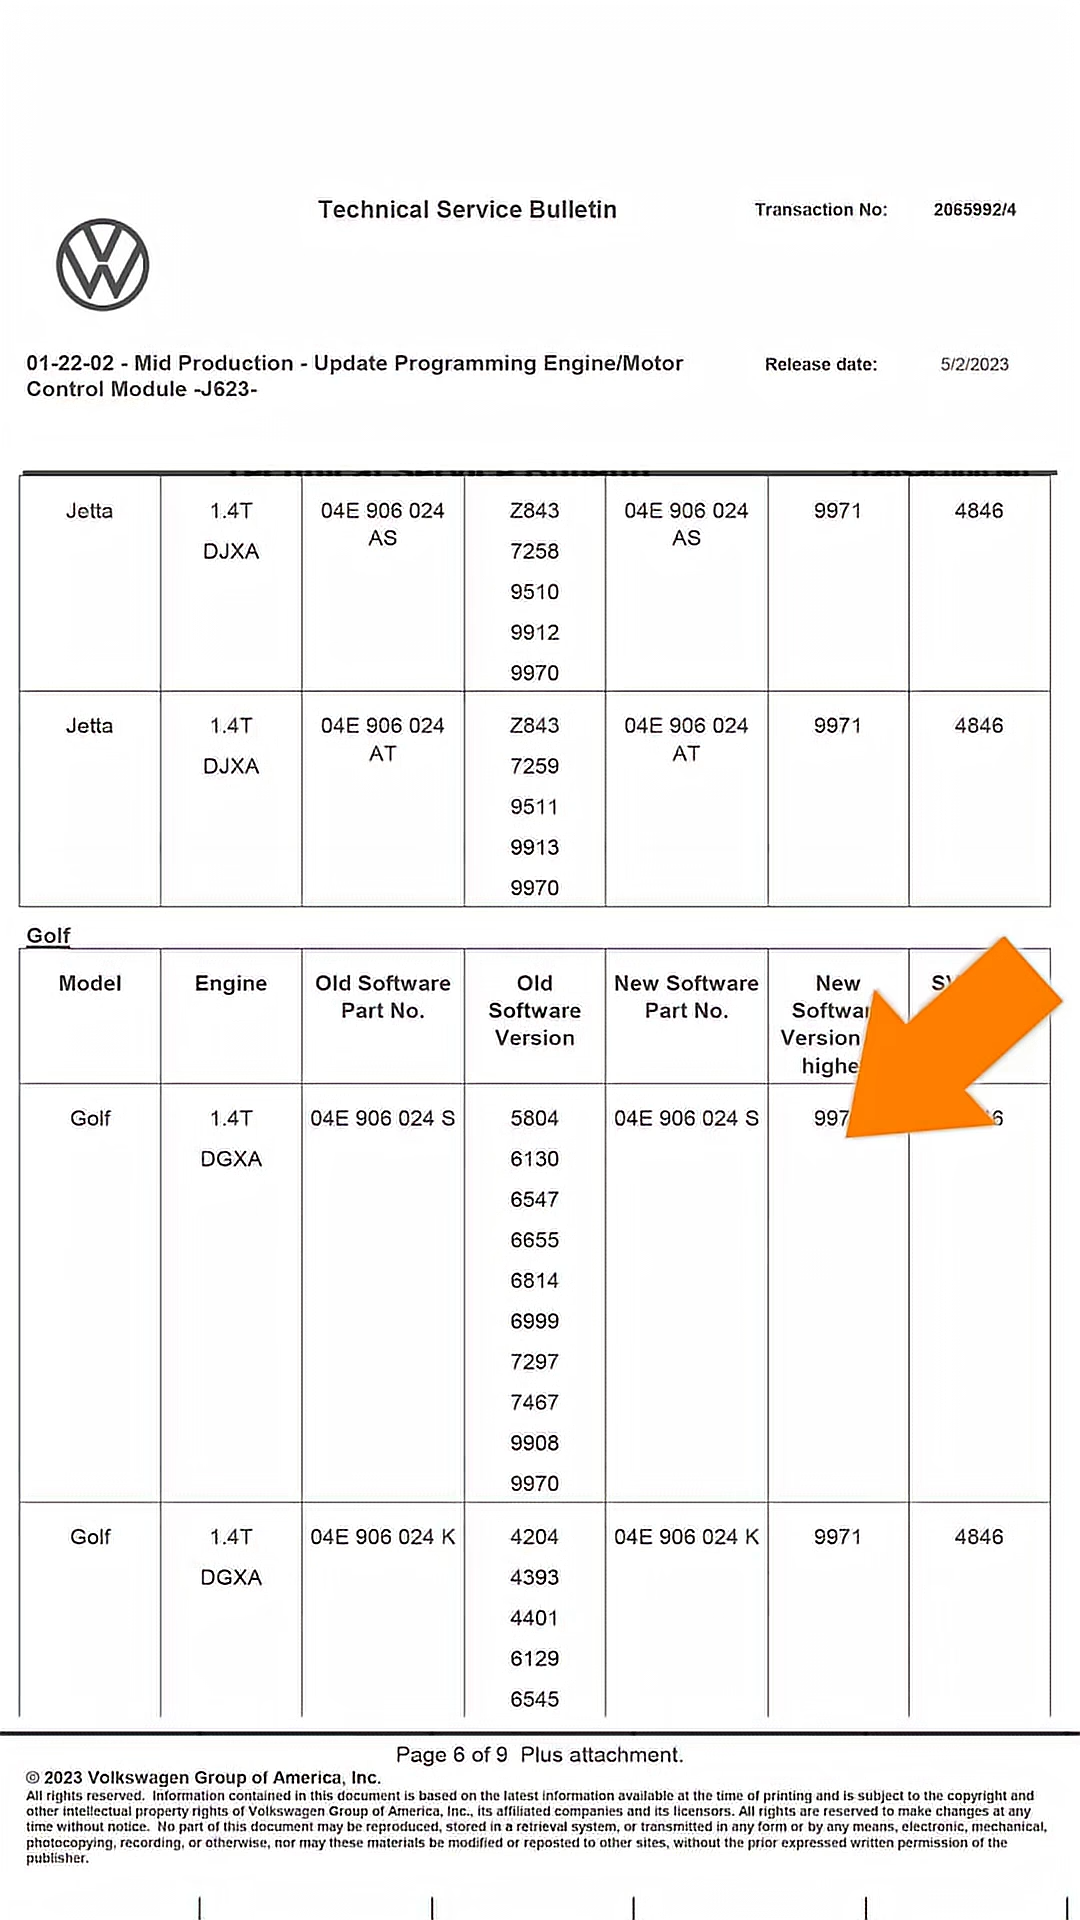 Technical Service Bulletin
Transaction No: 2065992/4
01-22-02 - Mid Production - Update Programming Engine/Motor
Control Module -J623-
Release date: 5/2/2023
Jetta 1.4T 04E 906 024 Z843 04E 906 024 9971 4846
AS AS
DJXA 7258
9510
9912
9970
Jetta 1.4T 04E 906 024 Z843 04E 906 024 9971 4846
AT AT
DJXA 7259
9511
9913
9970
Golf
Model Engine Old Software Old New Software New
Part No. Software Part No.
Version Version
Golf 1.4T 04E 906 024 S 5804 04E 906 024 S
DGXA 6130
6547
6655
6814
6999
7297
7467
9908
9970
Golf 1.4T 04E 906 024 K 4204 04E 906 024 K 9971 4846
DGXA 4393
4401
6129
6545
Page 6 of 9 Plus attachment.
© 2023 Volkswagen Group of America, Inc.
All rights reserved. Information contained in this document is based on the latest information available at the time of printing and is subject to the copyright and
other intellectual property rights of Volkswagen Group of America, Inc., its affiliated companies and its licensors. All rights are reserved to make changes at any
time without notice. No part of this document may be reproduced, stored in a retrieval system, or transmitted in any form or by any means, electronic, mechanical,
photocopying, recording, or otherwise, nor may these materials be modified or reposted to other sites, without the prior expressed written permission of the
publisher.